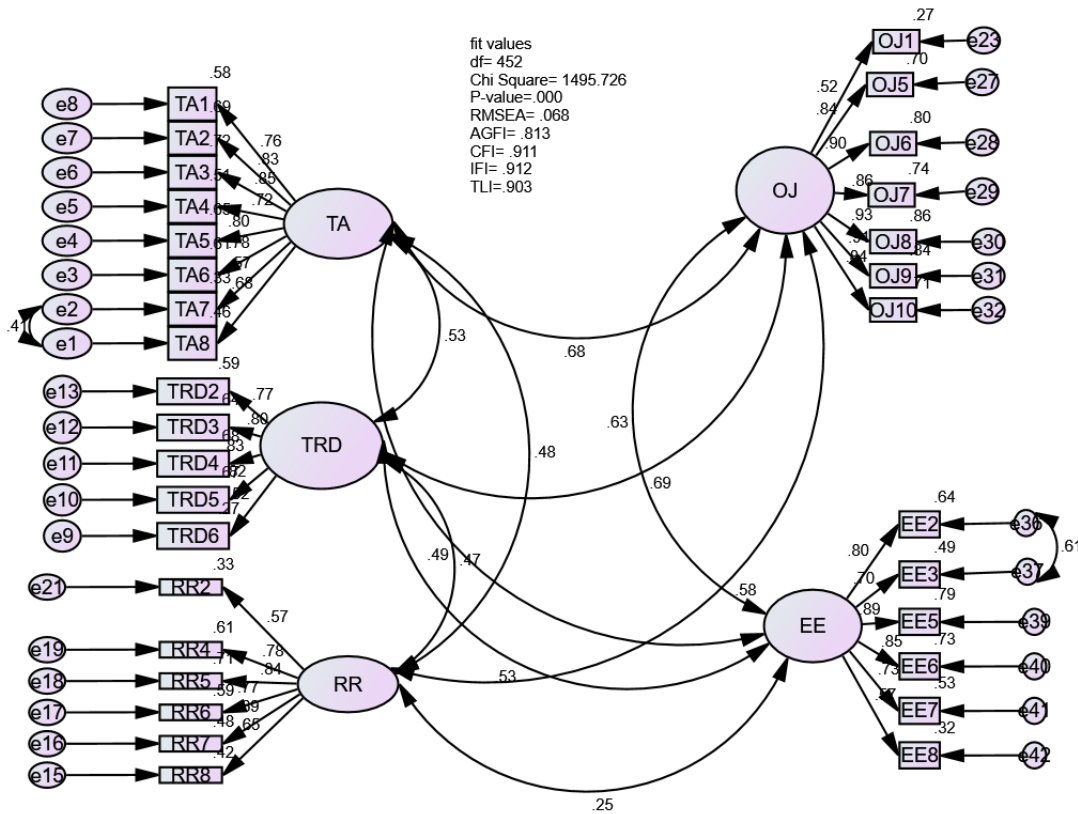 fit values
df= 452
Chi Square= 1495.726
P-value=.000
RMSEA= .068
AGFI= .813
CFI= .911
IFI= .912
TLI=.903
.58
e8 TA1
e7 TA2
e6 TA3
e5 TA4
e4 TA5
e3 TA6
e2 TA7
e1 TA8
.41
.76
.83
.85
.72
.80
.68
.46
TA
.59
e13 TRD2
e12 TRD3
e11 TRD4
e10 TRD5
e9 TRD6
.77
.80
.83
TRD
.33
e21 RR2
.61
e19 RR4
e18 RR5
e17 RR6
e16 RR7
e15 RR8
.57
.78
.84
.59
.65
.48
.42
RR
.27
OJ1 e23
.70
OJ5 e27
.80
OJ6 e28
.74
OJ7 e29
.86
OJ8 e30
OJ9 e31
OJ10 e32
.52
.84
.90
.86
.93
OJ
.64
EE2 e36
.49
EE3 e37
.79
EE5 e39
.73
EE6 e40
.53
EE7 e41
.32
EE8 e42
.61
.80
.70
.89
.85
.73
EE
.53
.68
.48
.63
.69
.49
.47
.58
.53
.25